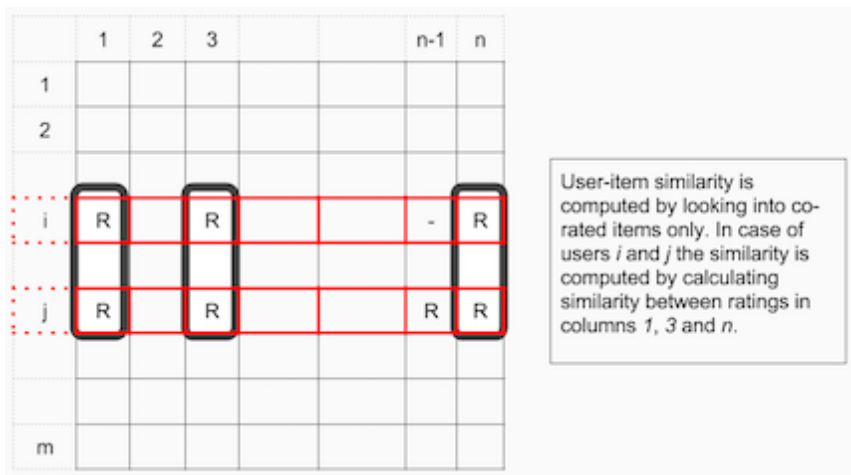 1 2 3 n-1 n
1
2
i R R - R
j R R R R
m
User-item similarity is
computed by looking into co-
rated items only. In case of
users i and j the similarity is
computed by calculating
similarity between ratings in
columns 1, 3 and n.